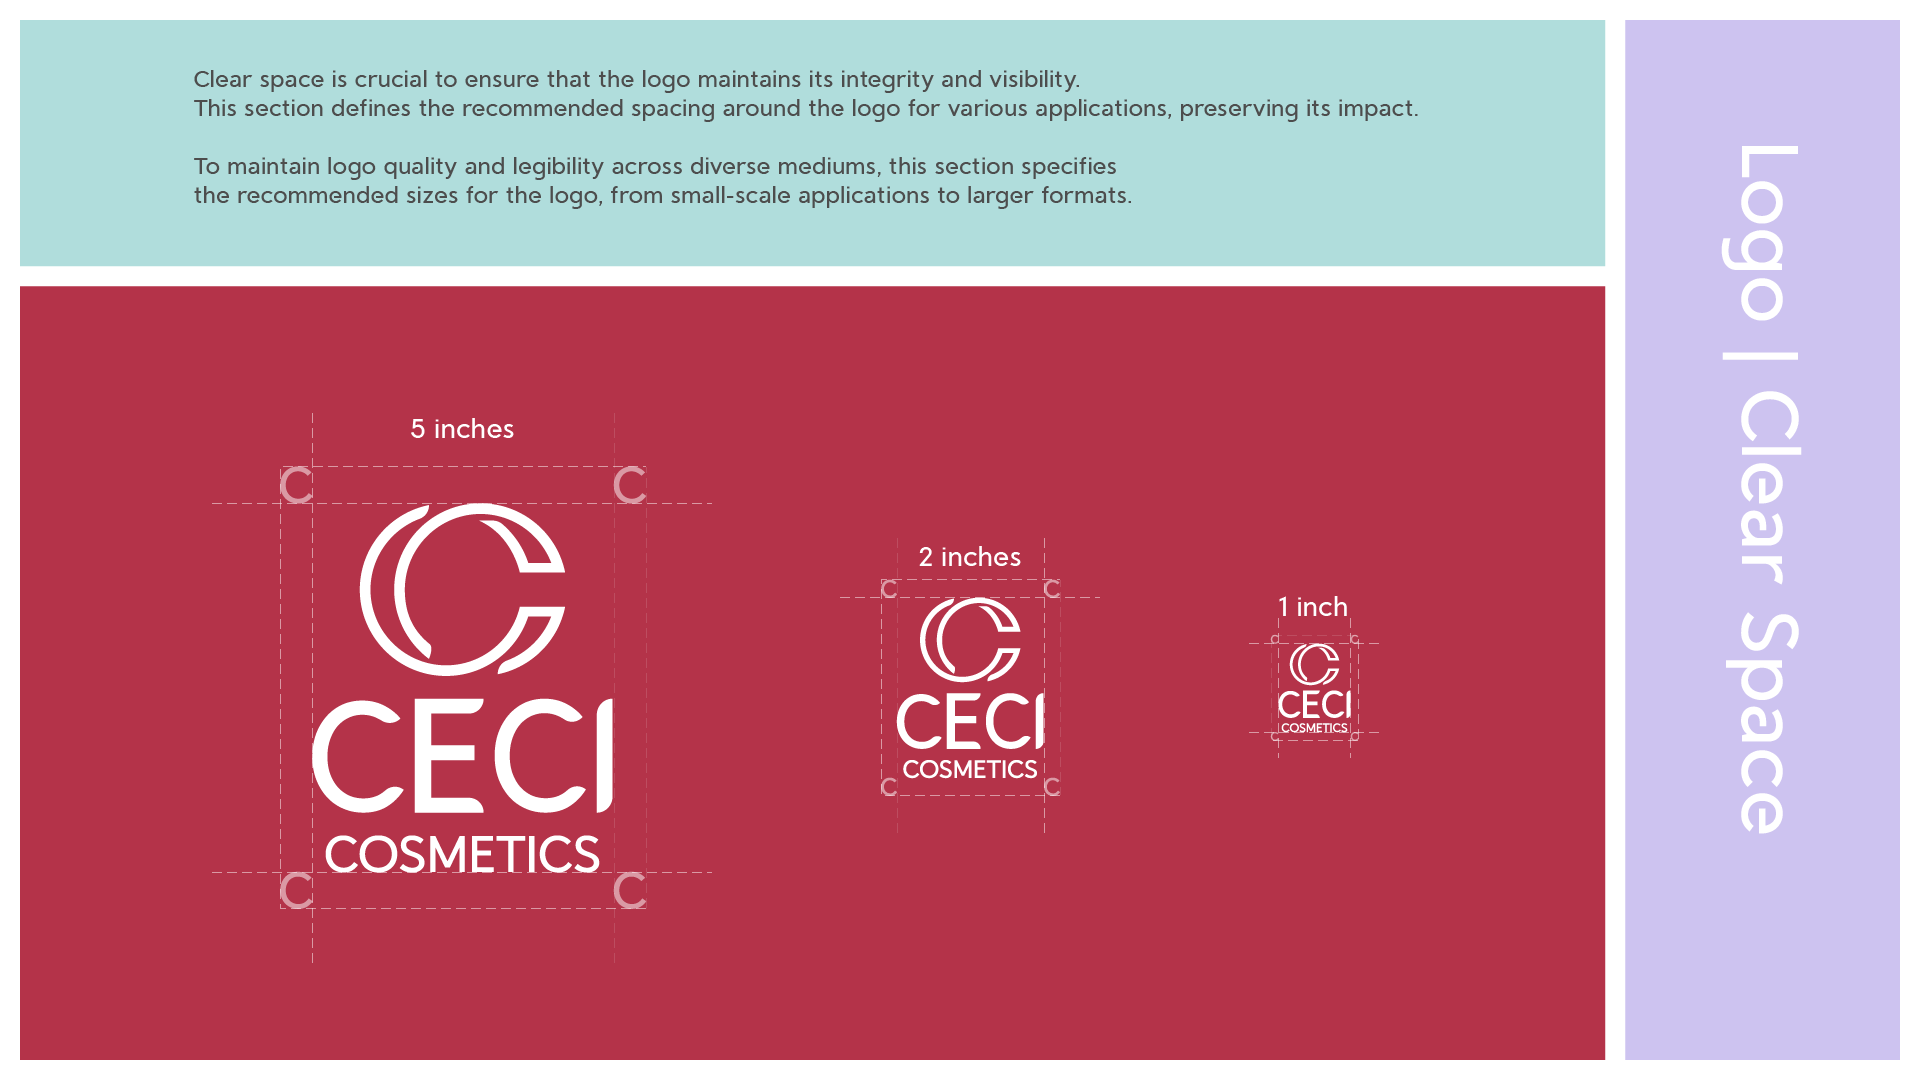 Clear space is crucial to ensure that the logo maintains its integrity and visibility.
This section defines the recommended spacing around the logo for various applications, preserving its impact.
To maintain logo quality and legibility across diverse mediums, this section specifies
the recommended sizes for the logo, from small-scale applications to larger formats.
Logo | Clear Space
5 inches
C C
CECI
COSMETICS
C C
2 inches
C C
CECI
COSMETICS
C C
1 inch
C C
CECI
COSMETICS
C C